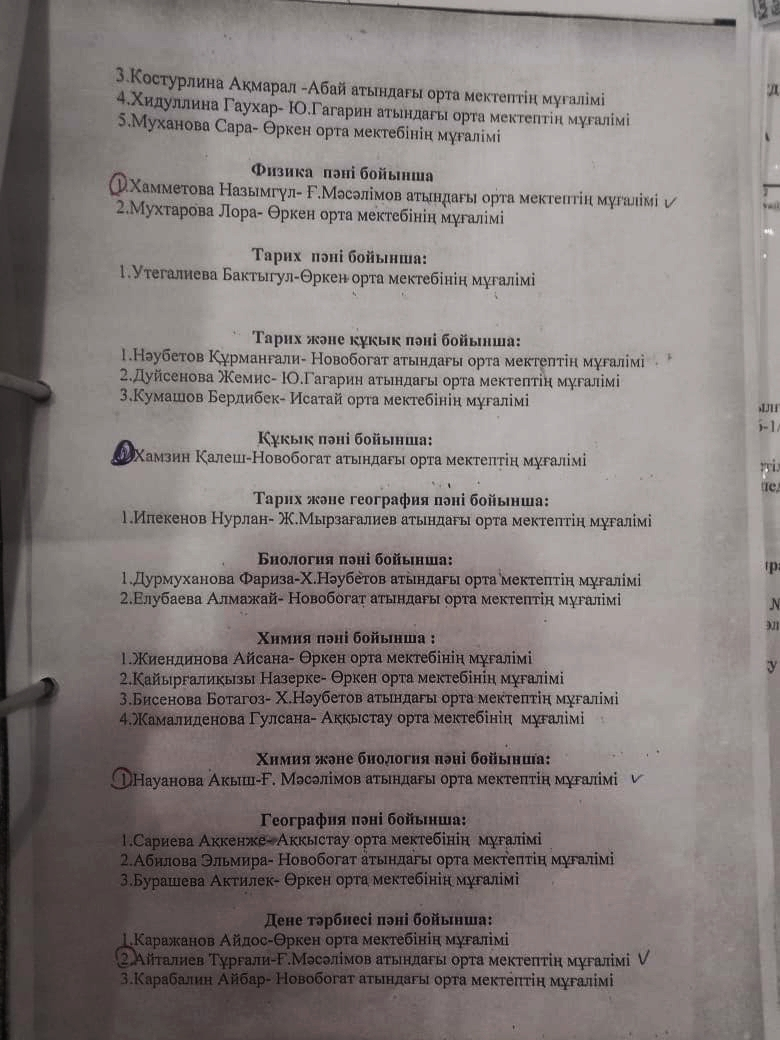 3.Костурлина Ақмарал -Абай атындағы орта мектептің мұғалімі
4.Хидуллина Гаухар- Ю.Гагарин атындағы орта мектептің мұғалімі
5.Муханова Сара- Өркен орта мектебінің мұғалімі
Физика пәні бойынша
1.Хамметова Назымгүл- Ғ.Мәсәлімов атындағы орта мектептің мұғалімі
2.Мухтарова Лора- Өркен орта мектебінің мұғалімі
Тарих пәні бойынша:
1.Утегалиева Бактыгул-Өркен орта мектебінің мұғалімі
Тарих және құқық пәні бойынша:
1.Нәубетов Құрманғали- Новобогат атындағы орта мектептің мұғалімі
2.Дуйсенова Жемис- Ю.Гагарин атындағы орта мектептің мұғалімі
3.Кумашов Бердибек- Исатай орта мектебінің мұғалімі
Құқық пәні бойынша:
Хамзин Қалеш-Новобогат атындағы орта мектептің мұғалімі
Тарих және география пәні бойынша:
1.Ипекенов Нурлан- Ж.Мырзағалиев атындағы орта мектептің мұғалімі
Биология пәні бойынша:
1.Дурмуханова Фариза-Х.Нәубетов атындағы орта мектептің мұғалімі
2.Елубаева Алмажай- Новобогат атындағы орта мектептің мұғалімі
Химия пәні бойынша :
1.Жиендинова Айсана- Өркен орта мектебінің мұғалімі
2.Қайырғалиқызы Назерке- Өркен орта мектебінің мұғалімі
3.Бисенова Ботагоз- Х.Нәубетов атындағы орта мектептің мұғалімі
4.Жамалиденова Гулсана- Аққыстау орта мектебінің мұғалімі
Химия және биология пәні бойынша:
1.Науанова Акыш-Ғ. Мәсәлімов атындағы орта мектептің мұғалімі
География пәні бойынша:
1.Сариева Аққенже- Аққыстау орта мектебінің мұғалімі
2.Абилова Эльмира- Новобогат атындағы орта мектептің мұғалімі
3.Бурашева Актилек- Өркен орта мектебінің мұғалімі
Дене тәрбиесі пәні бойынша:
1.Каражанов Айдос-Өркен орта мектебінің мұғалімі
2.Айталиев Тұрғали-Ғ.Мәсәлімов атындағы орта мектептің мұғалімі
3.Карабалин Айбар- Новобогат атындағы орта мектептің мұғалімі